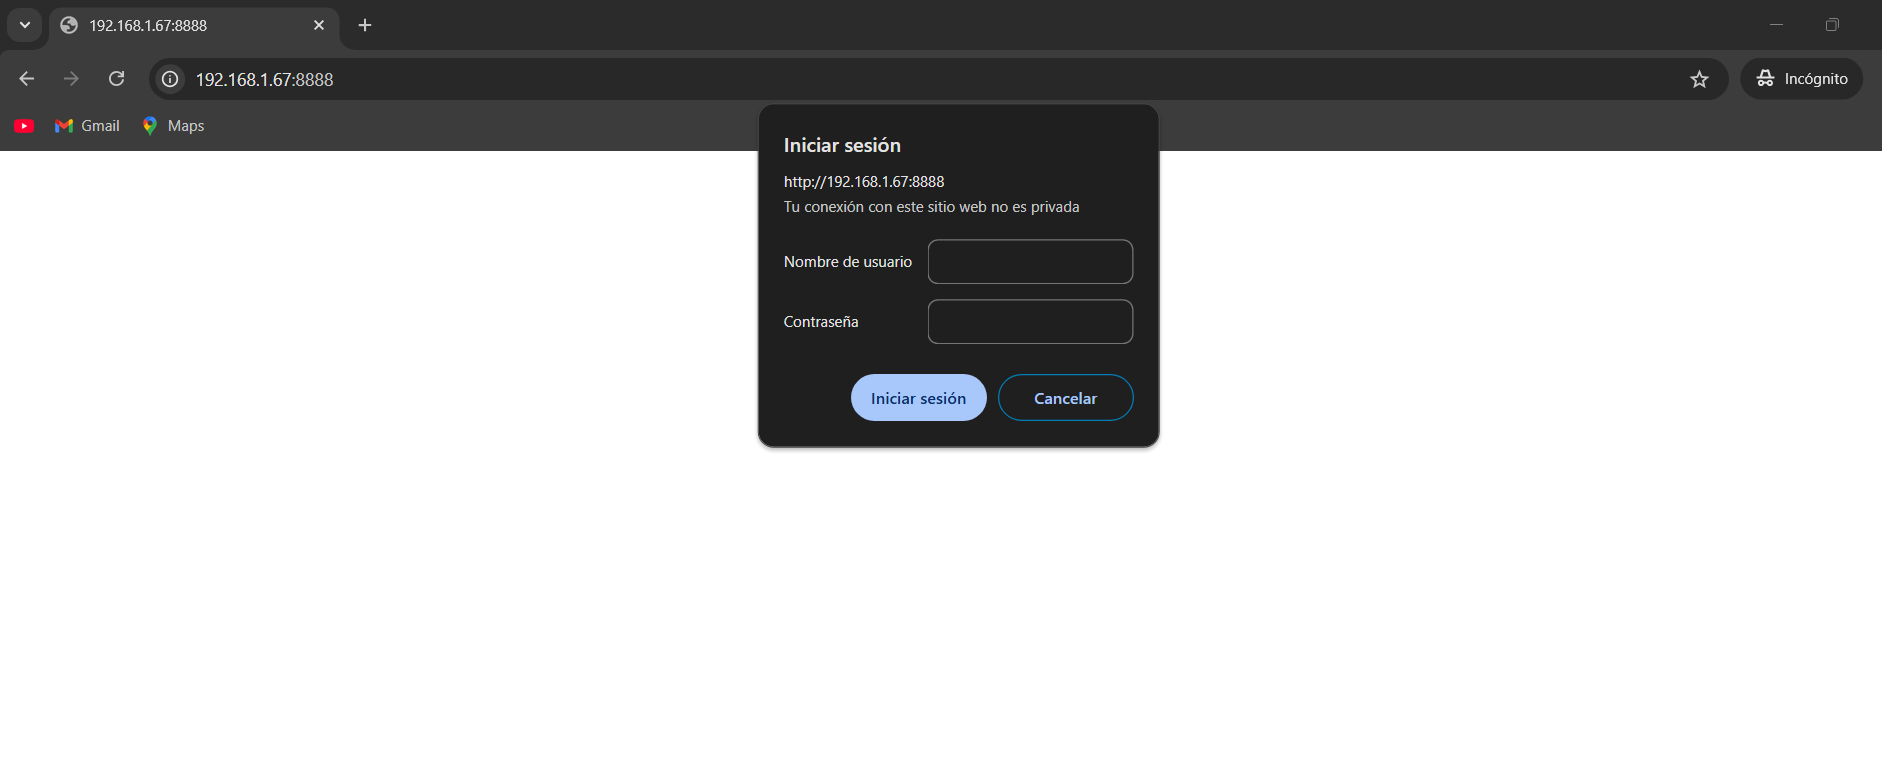 192.168.1.67:8888
192.168.1.67:8888
Incógnito
Gmail
Maps
Iniciar sesión
http://192.168.1.67:8888
Tu conexión con este sitio web no es privada
Nombre de usuario
Contraseña
Iniciar sesión
Cancelar